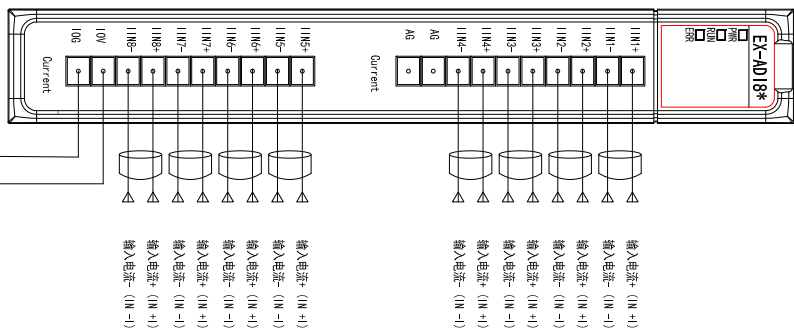 EX-ADI8*
PWR
RUN
ERR
IIN1+
IIN1-
IIN2+
IIN2-
IIN3+
IIN3-
IIN4+
IIN4-
AG
AG
Current
IIN5+
IIN5-
IIN6+
IIN6-
IIN7+
IIN7-
IIN8+
IIN8-
IOV
IOG
Current
输入电流+ (IN +I)
输入电流- (IN -I)
输入电流+ (IN +I)
输入电流- (IN -I)
输入电流+ (IN +I)
输入电流- (IN -I)
输入电流+ (IN +I)
输入电流- (IN -I)
输入电流+ (IN +I)
输入电流- (IN -I)
输入电流+ (IN +I)
输入电流- (IN -I)
输入电流+ (IN +I)
输入电流- (IN -I)
输入电流+ (IN +I)
输入电流- (IN -I)